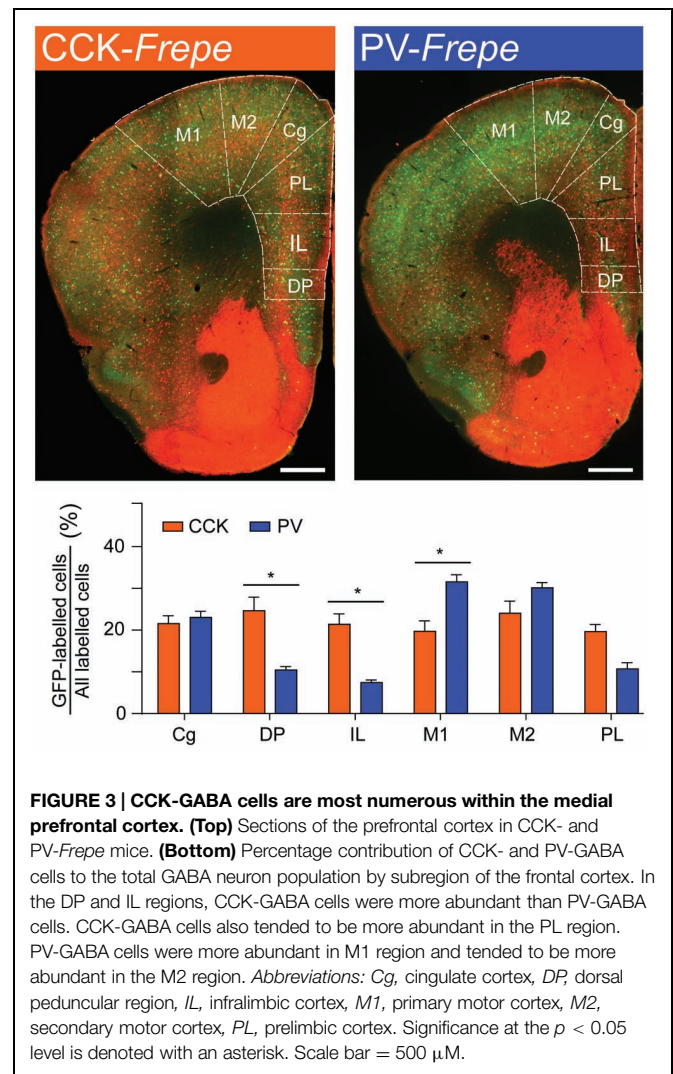 CCK-Frepe
PV-Frepe
M1
M2
Cg
PL
IL
DP
M1
M2
Cg
PL
IL
DP
GFP-labelled cells
All labelled cells
(%)
CCK
PV
40
20
0
*
*
*
Cg
DP
IL
M1
M2
PL
FIGURE 3 | CCK-GABA cells are most numerous within the medial
prefrontal cortex. (Top) Sections of the prefrontal cortex in CCK- and
PV-Frepe mice. (Bottom) Percentage contribution of CCK- and PV-GABA
cells to the total GABA neuron population by subregion of the frontal cortex. In
the DP and IL regions, CCK-GABA cells were more abundant than PV-GABA
cells. CCK-GABA cells also tended to be more abundant in the PL region.
PV-GABA cells were more abundant in M1 region and tended to be more
abundant in the M2 region. Abbreviations: Cg, cingulate cortex, DP, dorsal
peduncular region, IL, infralimbic cortex, M1, primary motor cortex, M2,
secondary motor cortex, PL, prelimbic cortex. Significance at the p < 0.05
level is denoted with an asterisk. Scale bar = 500 μM.